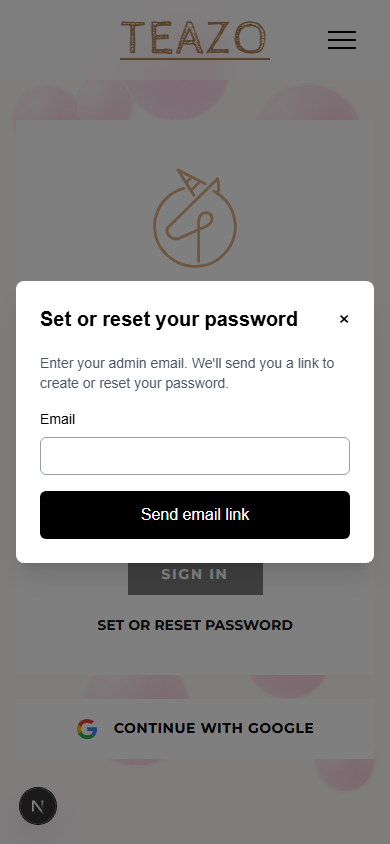 TEAZO
Set or reset your password
×
Enter your admin email. We'll send you a link to
create or reset your password.
Email
Send email link
SIGN IN
SET OR RESET PASSWORD
CONTINUE WITH GOOGLE
N